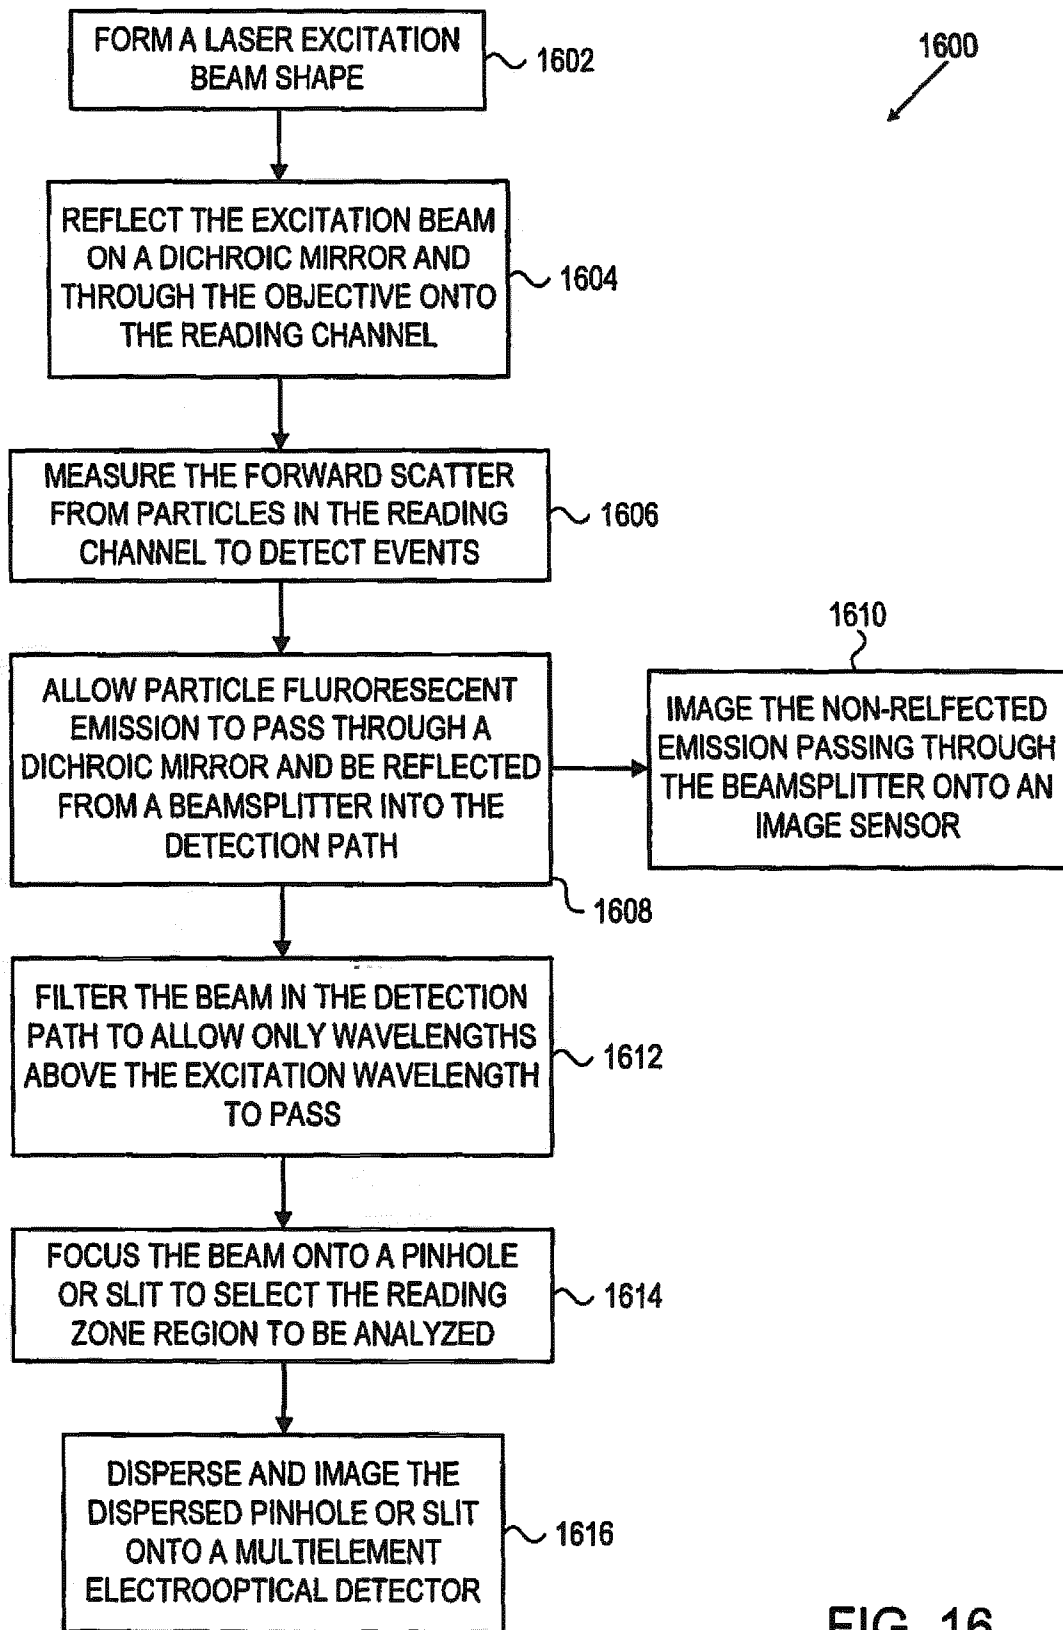 FORM A LASER EXCITATION
BEAM SHAPE
1602
1600
REFLECT THE EXCITATION BEAM
ON A DICHROIC MIRROR AND
THROUGH THE OBJECTIVE ONTO
THE READING CHANNEL
1604
MEASURE THE FORWARD SCATTER
FROM PARTICLES IN THE READING
CHANNEL TO DETECT EVENTS
1606
ALLOW PARTICLE FLURORESECENT
EMISSION TO PASS THROUGH A
DICHROIC MIRROR AND BE REFLECTED
FROM A BEAMSPLITTER INTO THE
DETECTION PATH
1608
1610
IMAGE THE NON-RELFECTED
EMISSION PASSING THROUGH
THE BEAMSPLITTER ONTO AN
IMAGE SENSOR
FILTER THE BEAM IN THE DETECTION
PATH TO ALLOW ONLY WAVELENGTHS
ABOVE THE EXCITATION WAVELENGTH
TO PASS
1612
FOCUS THE BEAM ONTO A PINHOLE
OR SLIT TO SELECT THE READING
ZONE REGION TO BE ANALYZED
1614
DISPERSE AND IMAGE THE
DISPERSED PINHOLE OR SLIT
ONTO A MULTIELEMENT
ELECTROOPTICAL DETECTOR
1616
FIG. 16